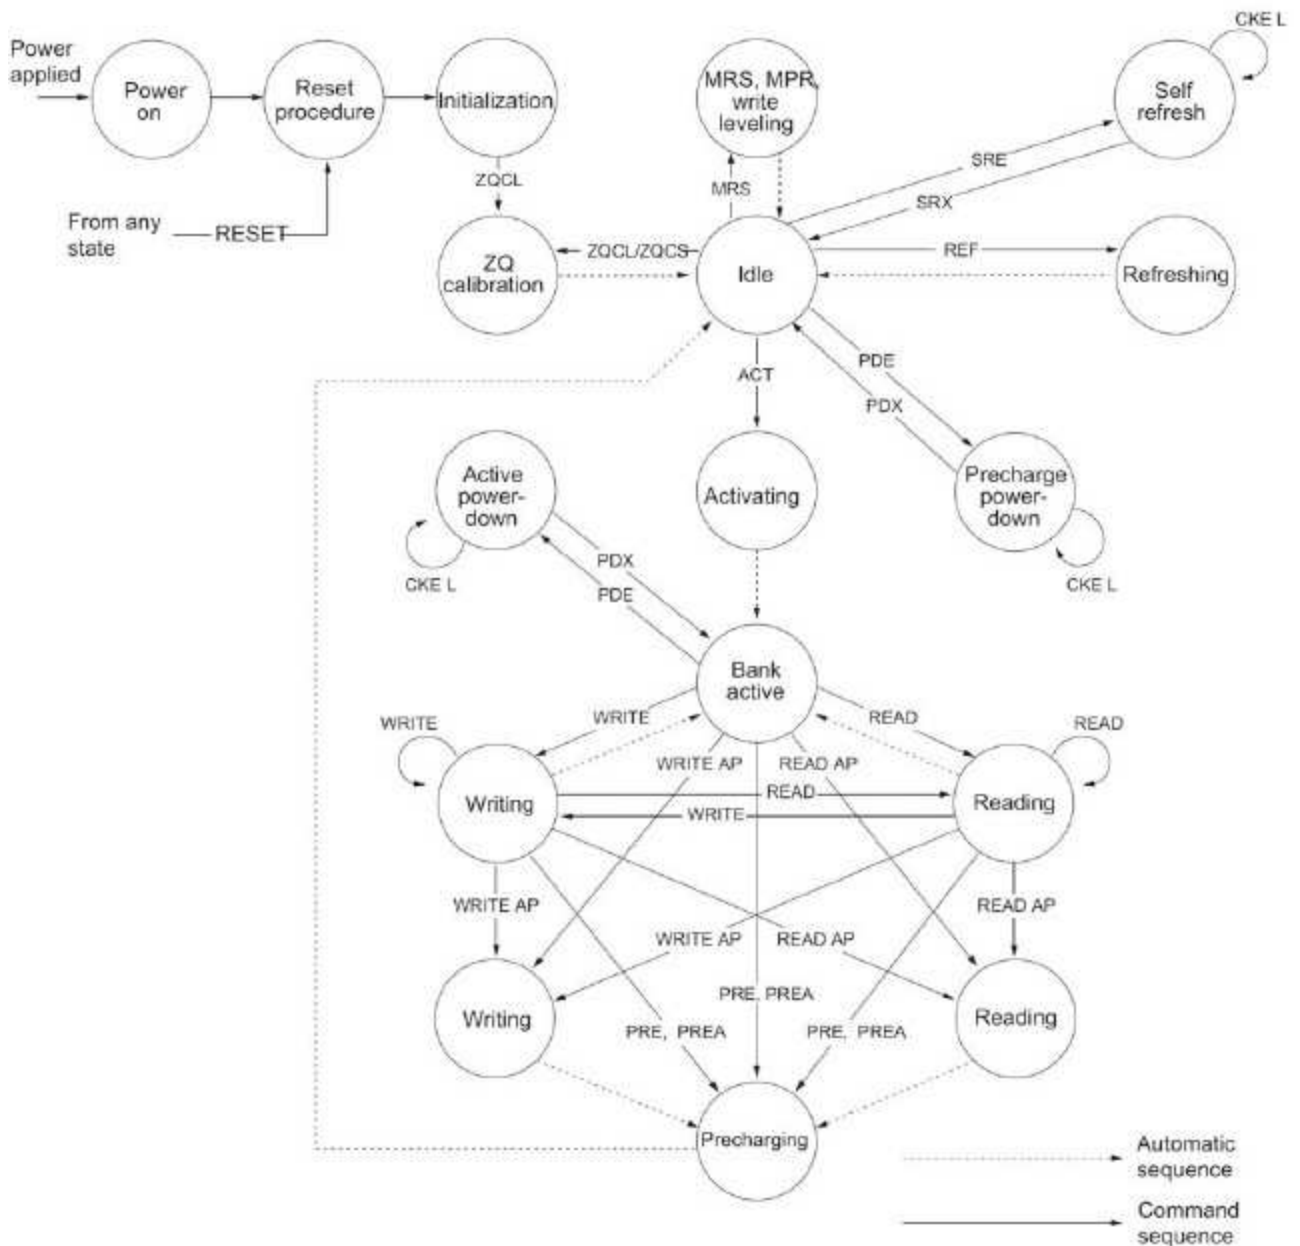 CKE L
Power
applied
Power
on
Reset
procedure
Initialization
MRS, MPR,
write
leveling
Self
refresh
ZQCL
MRS
SRE
SRX
From any
state
RESET
ZQ
calibration
ZQCL/ZQCS
Idle
REF
Refreshing
PDE
ACT
PDX
Active
power-
down
Activating
Precharge
power-
down
PDX
CKE L
CKE L
PDE
Bank
active
WRITE
WRITE
READ
READ
WRITE AP
READ AP
Writing
READ
Reading
WRITE
WRITE AP
READ AP
WRITE AP
READ AP
PRE, PREA
Writing
Reading
PRE, PREA
PRE, PREA
Precharging
Automatic
sequence
Command
sequence